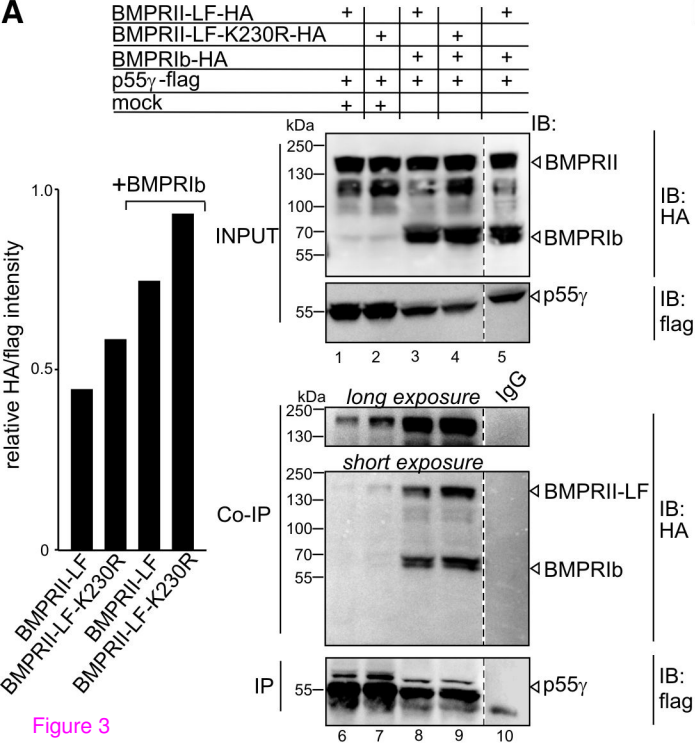 A
BMPRII-LF-HA + + +
BMPRII-LF-K230R-HA + +
BMPRIb-HA + + +
p55γ-flag + + + + +
mock + +
kDa
IB:
250
130
100
70
55
INPUT
BMPRII
BMPRIb
IB:
HA
55
p55γ
IB:
flag
1 2 3 4 5
relative HA/flag intensity
1.0
0.5
0
+BMPRIb
BMPRII-LF
BMPRII-LF-K230R
BMPRII-LF
BMPRII-LF-K230R
kDa
long exposure
IgG
250
130
short exposure
250
130
100
70
55
Co-IP
BMPRII-LF
BMPRIb
IB:
HA
IP
55
p55γ
IB:
flag
6 7 8 9 10
Figure 3